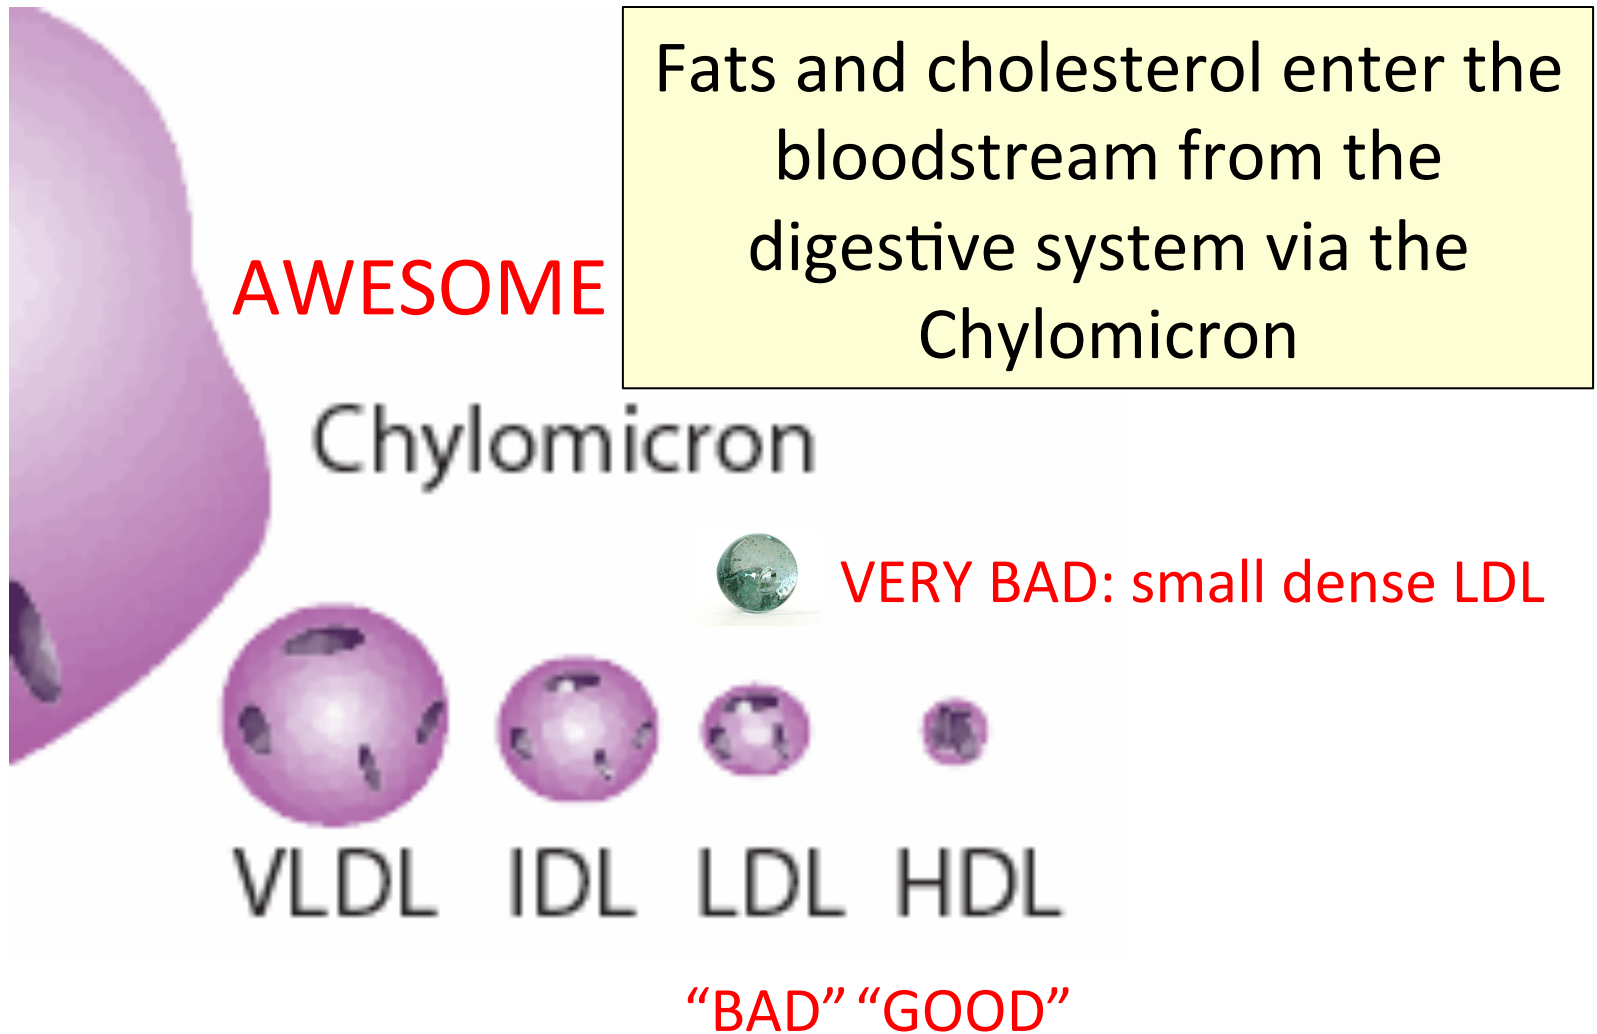 Fats and cholesterol enter the
bloodstream from the
digestive system via the
Chylomicron
AWESOME
Chylomicron
VERY BAD: small dense LDL
VLDL IDL LDL HDL
“BAD” “GOOD”